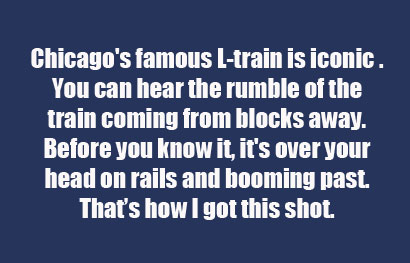 Chicago's famous L-train is iconic .
You can hear the rumble of the
train coming from blocks away.
Before you know it, it's over your
head on rails and booming past.
That's how I got this shot.